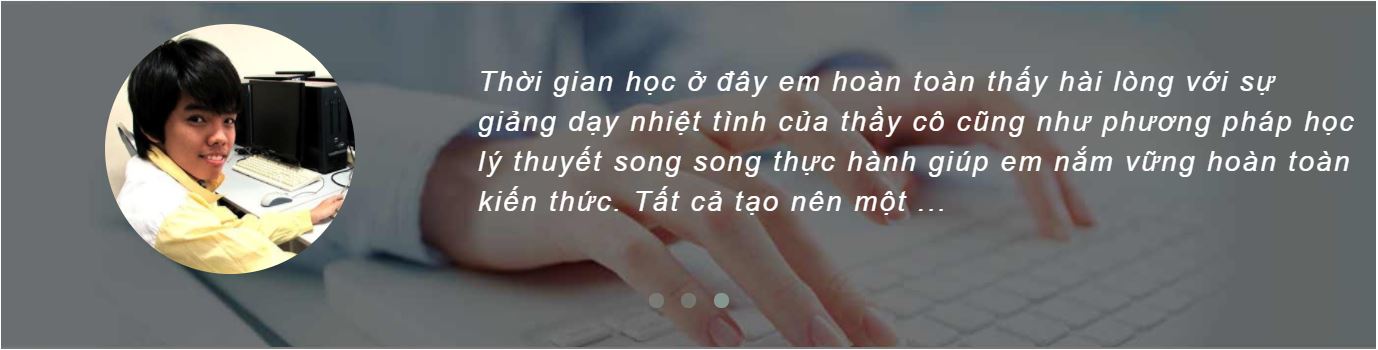 Thời gian học ở đây em hoàn toàn thấy hài lòng với sự
giảng dạy nhiệt tình của thầy cô cũng như phương pháp học
lý thuyết song song thực hành giúp em nắm vững hoàn toàn
kiến thức. Tất cả tạo nên một ...